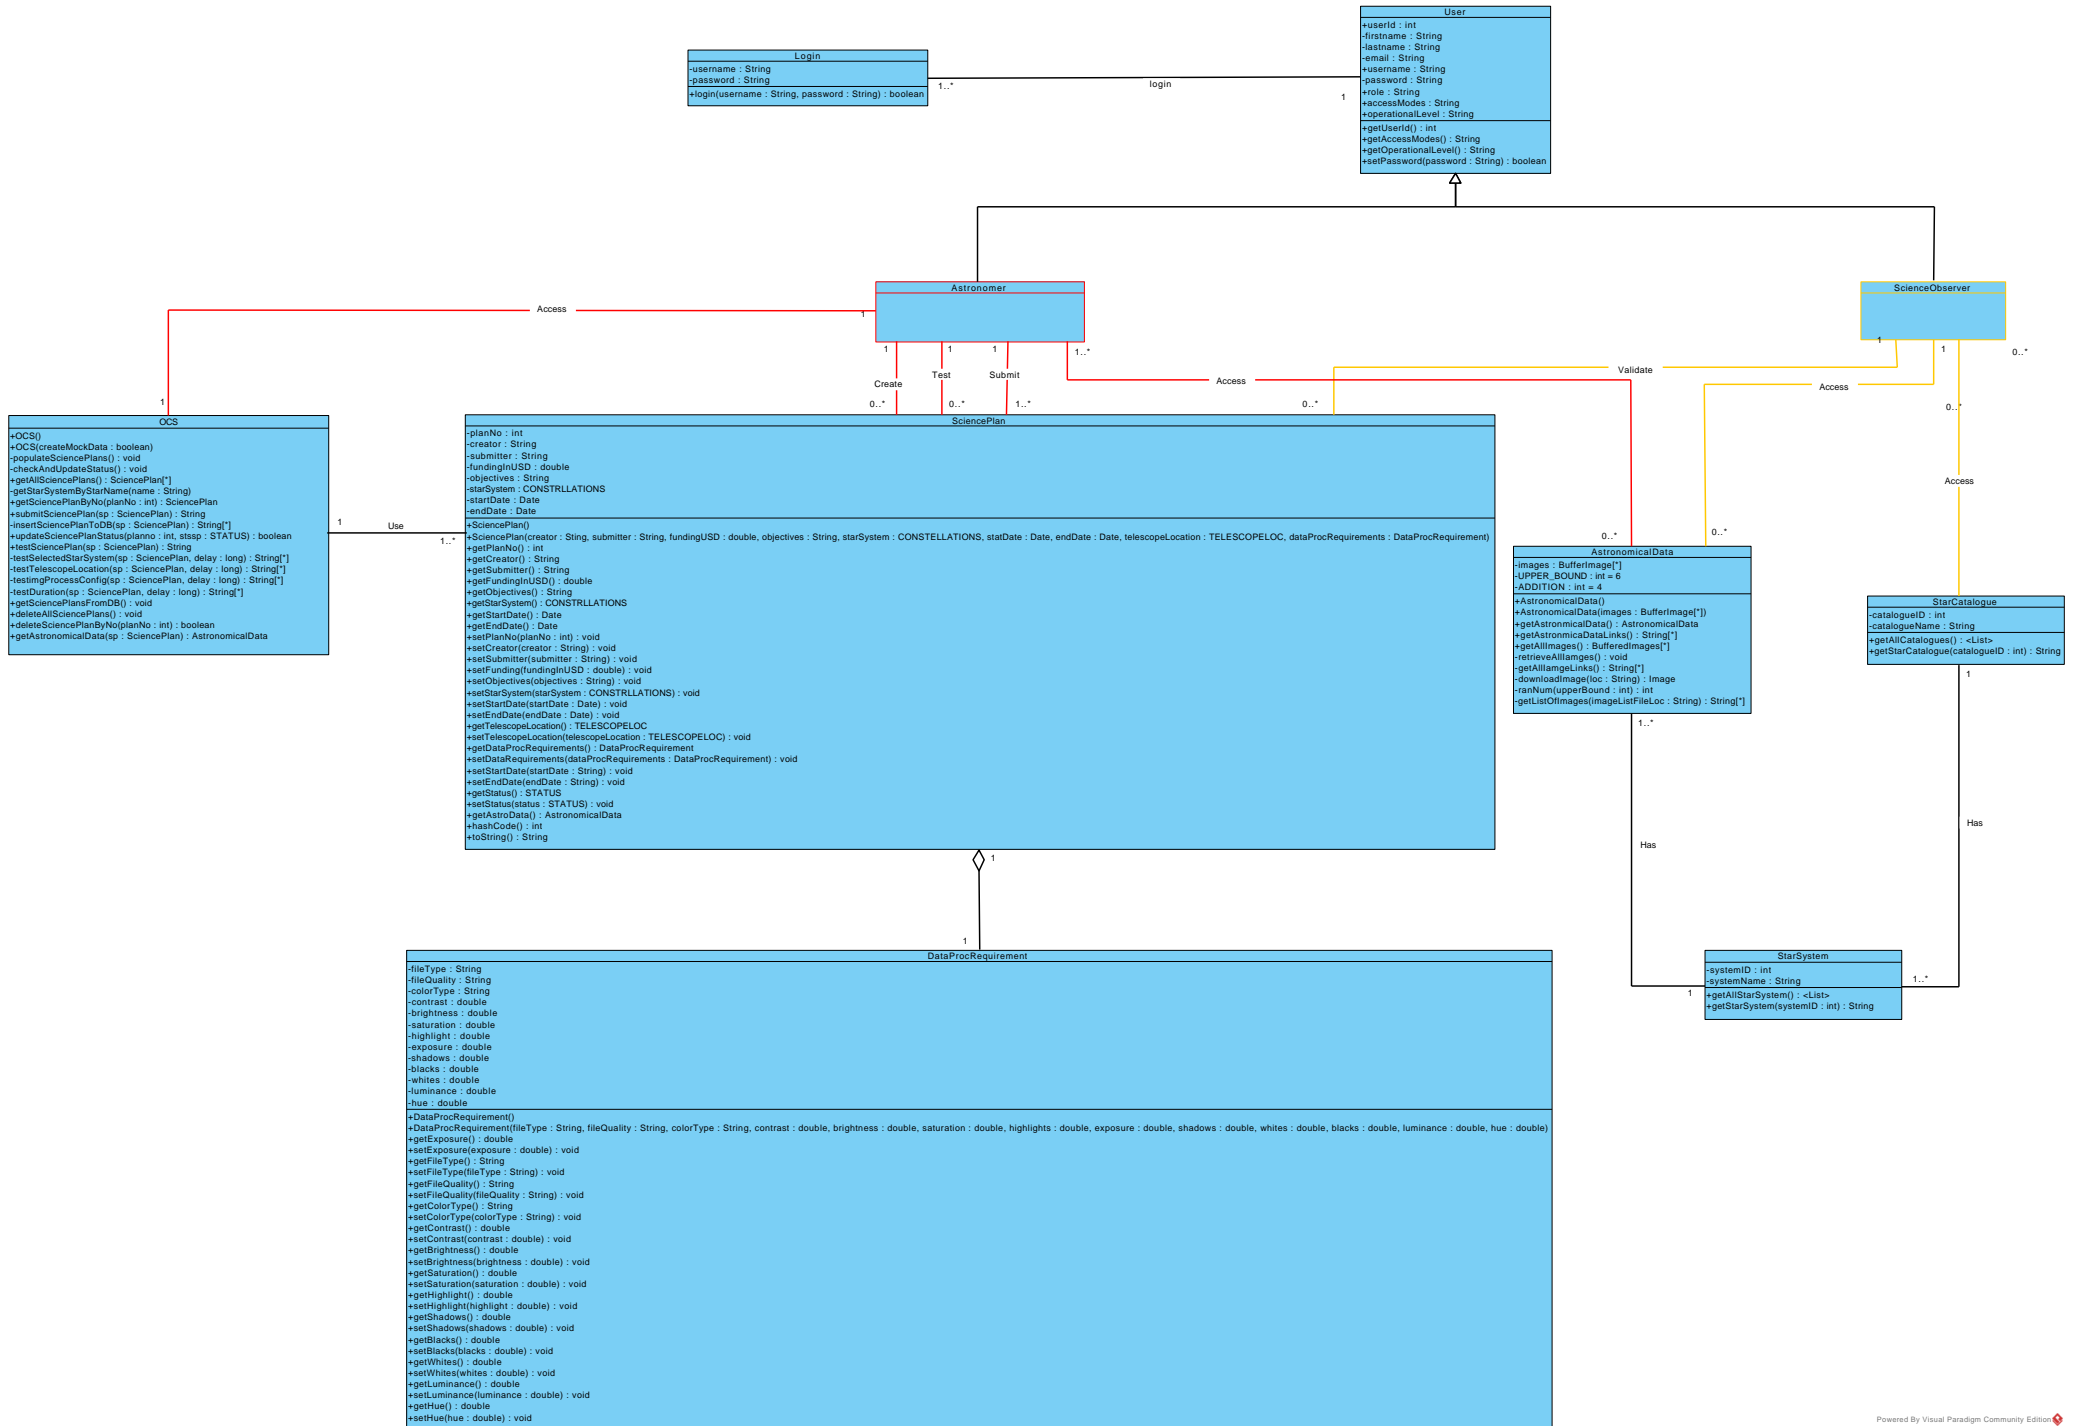 User
+userId : int
-firstname : String
-lastname : String
-email : String
+username : String
-password : String
+role : String
+accessModes : String
+operationalLevel : String
+getUserId() : int
+getAccessModes() : String
+getOperationalLevel() : String
+setPassword(password : String) : boolean
Login
-username : String
-password : String
+login(username : String, password : String) : boolean
1..*
login
1
Astronomer
ScienceObserver
Access
1
1
1
1
1
1..*
1
1
0..*
Create
Test
Submit
Access
Validate
Access
0..*
0..*
1..*
0..*
0..*
Access
0..*
0..*
OCS
+OCS()
+OCS(createMockData : boolean)
-populateSciencePlans() : void
-checkAndUpdateStatus() : void
+getAllSciencePlans() : SciencePlan[*]
-getStarSystemByStarName(name : String)
+getSciencePlanByNo(planNo : int) : SciencePlan
+submitSciencePlan(sp : SciencePlan) : String
-insertSciencePlanToDB(sp : SciencePlan) : String[*]
+updateSciencePlanStatus(planno : int, stssp : STATUS) : boolean
+testSciencePlan(sp : SciencePlan) : String
-testSelectedStarSystem(sp : SciencePlan, delay : long) : String[*]
-testTelescopeLocation(sp : SciencePlan, delay : long) : String[*]
-testimgProcessConfig(sp : SciencePlan, delay : long) : String[*]
-testDuration(sp : SciencePlan, delay : long) : String[*]
+getSciencePlansFromDB() : void
+deleteAllSciencePlans() : void
+deleteSciencePlanByNo(planNo : int) : boolean
+getAstronomicalData(sp : SciencePlan) : AstronomicalData
1
Use
1..*
SciencePlan
-planNo : int
-creator : String
-submitter : String
-fundingInUSD : double
-objectives : String
-starSystem : CONSTRLLATIONS
-startDate : Date
-endDate : Date
+SciencePlan()
+SciencePlan(creator : Sting, submitter : String, fundingUSD : double, objectives : String, starSystem : CONSTELLATIONS, statDate : Date, endDate : Date, telescopeLocation : TELESCOPELOC, dataProcRequirements : DataProcRequirement)
+getPlanNo() : int
+getCreator() : String
+getSubmitter() : String
+getFundingInUSD() : double
+getObjectives() : String
+getStarSystem() : CONSTRLLATIONS
+getStartDate() : Date
+getEndDate() : Date
+setPlanNo(planNo : int) : void
+setCreator(creator : String) : void
+setSubmitter(submitter : String) : void
+setFunding(fundingInUSD : double) : void
+setObjectives(objectives : String) : void
+setStarSystem(starSystem : CONSTRLLATIONS) : void
+setStartDate(startDate : Date) : void
+setEndDate(endDate : Date) : void
+getTelescopeLocation() : TELESCOPELOC
+setTelescopeLocation(telescopeLocation : TELESCOPELOC) : void
+getDataProcRequirements() : DataProcRequirement
+setDataRequirements(dataProcRequirements : DataProcRequirement) : void
+setStartDate(startDate : String) : void
+setEndDate(endDate : String) : void
+getStatus() : STATUS
+setStatus(status : STATUS) : void
+getAstroData() : AstronomicalData
+hashCode() : int
+toString() : String
1
1
AstronomicalData
-images : BufferImage[*]
-UPPER_BOUND : int = 6
-ADDITION : int = 4
+AstronomicalData()
+AstronomicalData(images : BufferImage[*])
+getAstronmicalData() : AstronomicalData
+getAstronmicaDataLinks() : String[*]
+getAllImages() : BufferedImages[*]
-retrieveAllIamges() : void
-getAllIamgeLinks() : String[*]
-downloadImage(loc : String) : Image
-ranNum(upperBound : int) : int
-getListOfImages(imageListFileLoc : String) : String[*]
1..*
StarCatalogue
-catalogueID : int
-catalogueName : String
+getAllCatalogues() : <List>
+getStarCatalogue(catalogueID : int) : String
1
Has
Has
StarSystem
-systemID : int
-systemName : String
+getAllStarSystem() : <List>
+getStarSystem(systemID : int) : String
1
1..*
DataProcRequirement
-fileType : String
-fileQuality : String
-colorType : String
-contrast : double
-brightness : double
-saturation : double
-highlight : double
-exposure : double
-shadows : double
-blacks : double
-whites : double
-luminance : double
-hue : double
+DataProcRequirement()
+DataProcRequirement(fileType : String, fileQuality : String, colorType : String, contrast : double, brightness : double, saturation : double, highlights : double, exposure : double, shadows : double, whites : double, blacks : double, luminance : double, hue : double)
+getExposure() : double
+setExposure(exposure : double) : void
+getFileType() : String
+setFileType(fileType : String) : void
+getFileQuality() : String
+setFileQuality(fileQuality : String) : void
+getColorType() : String
+setColorType(colorType : String) : void
+getContrast() : double
+setContrast(contrast : double) : void
+getBrightness() : double
+setBrightness(brightness : double) : void
+getSaturation() : double
+setSaturation(saturation : double) : void
+getHighlight() : double
+setHighlight(highlight : double) : void
+getShadows() : double
+setShadows(shadows : double) : void
+getBlacks() : double
+setBlacks(blacks : double) : void
+getWhites() : double
+setWhites(whites : double) : void
+getLuminance() : double
+setLuminance(luminance : double) : void
+getHue() : double
+setHue(hue : double) : void
Powered By Visual Paradigm Community Edition